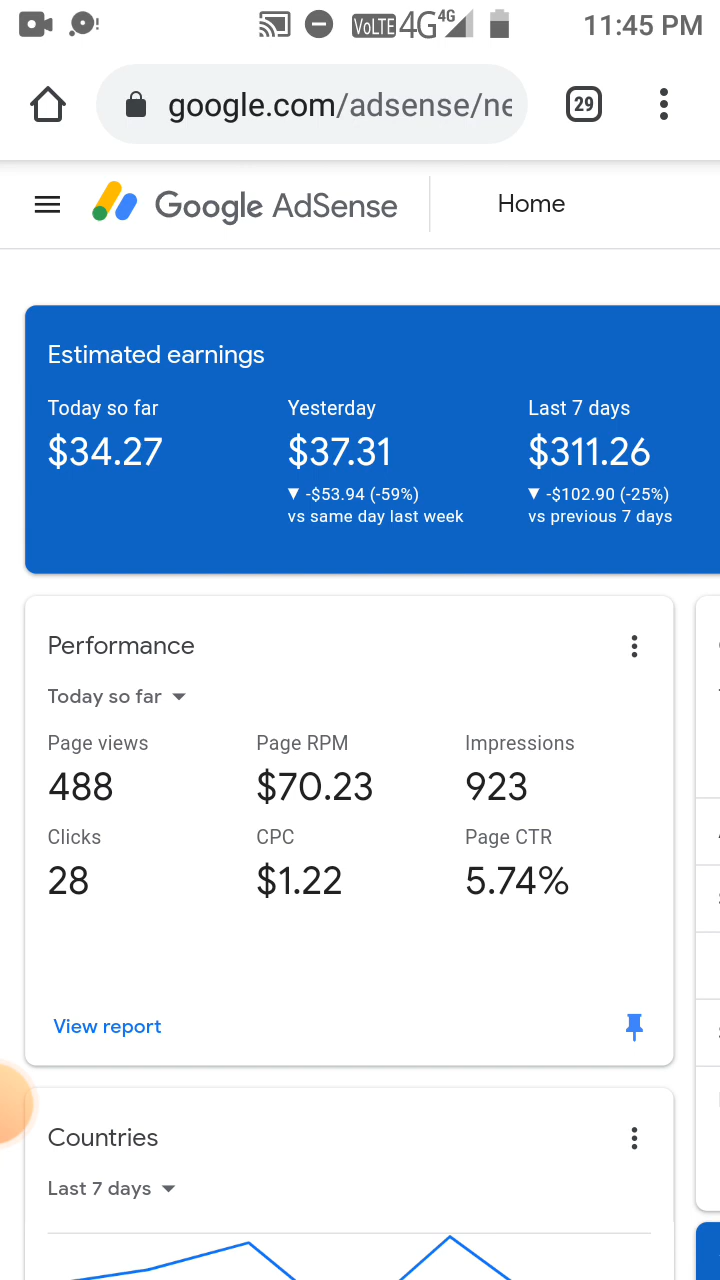 VoLTE 4G 4G 11:45 PM
google.com/adsense/ne
29
Google AdSense
Home
Estimated earnings
Today so far
Yesterday
Last 7 days
$34.27
$37.31
$311.26
▼ -$53.94 (-59%)
▼ -$102.90 (-25%)
vs same day last week
vs previous 7 days
Performance
Today so far
Page views
Page RPM
Impressions
488
$70.23
923
Clicks
CPC
Page CTR
28
$1.22
5.74%
View report
Countries
Last 7 days